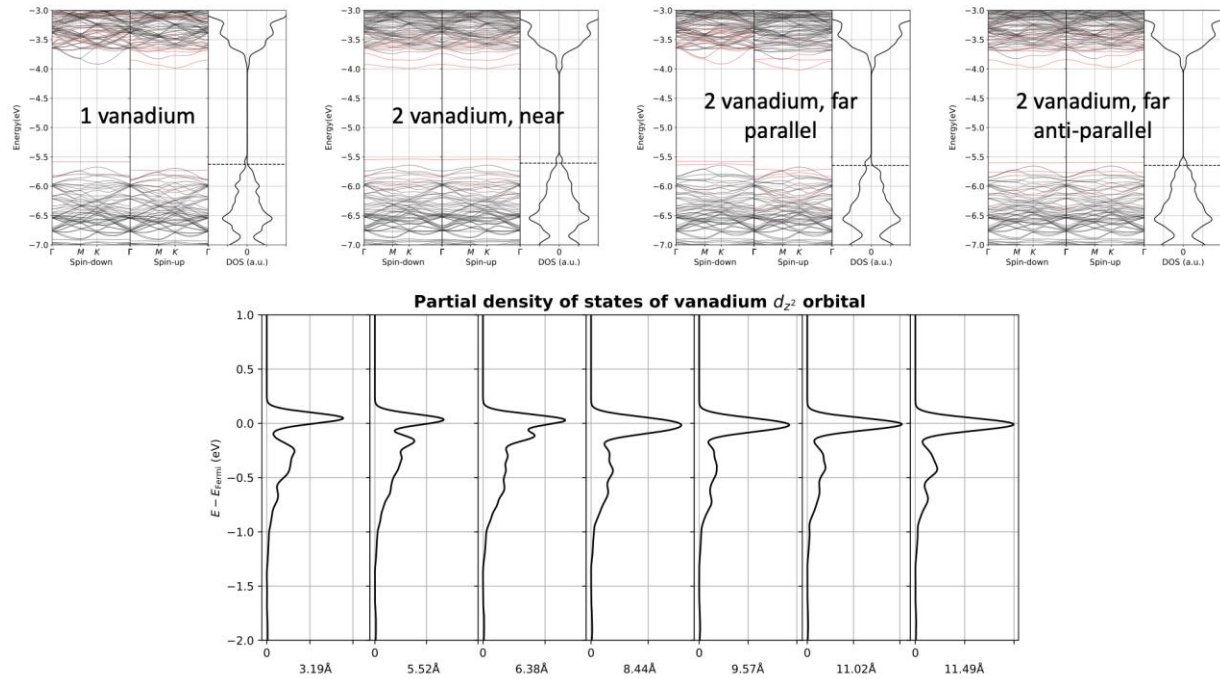 −3.0
−3.5
−4.0
−4.5
−5.0
−5.5
−6.0
−6.5
−7.0
Energy(eV)
1 vanadium
Γ M K Γ M K Γ 0
Spin-down Spin-up DOS (a.u.)
−3.0
−3.5
−4.0
−4.5
−5.0
−5.5
−6.0
−6.5
−7.0
Energy(eV)
2 vanadium, near
Γ M K Γ M K Γ 0
Spin-down Spin-up DOS (a.u.)
−3.0
−3.5
−4.0
−4.5
−5.0
−5.5
−6.0
−6.5
−7.0
Energy(eV)
2 vanadium, far
parallel
Γ M K Γ M K Γ 0
Spin-down Spin-up DOS (a.u.)
−3.0
−3.5
−4.0
−4.5
−5.0
−5.5
−6.0
−6.5
−7.0
Energy(eV)
2 vanadium, far
anti-parallel
Γ M K Γ M K Γ 0
Spin-down Spin-up DOS (a.u.)
Partial density of states of vanadium d_{z²} orbital
1.0
0.5
0.0
−0.5
−1.0
−1.5
−2.0
E − E_{Fermi} (eV)
0 0 0 0 0 0 0
3.19Å 5.52Å 6.38Å 8.44Å 9.57Å 11.02Å 11.49Å